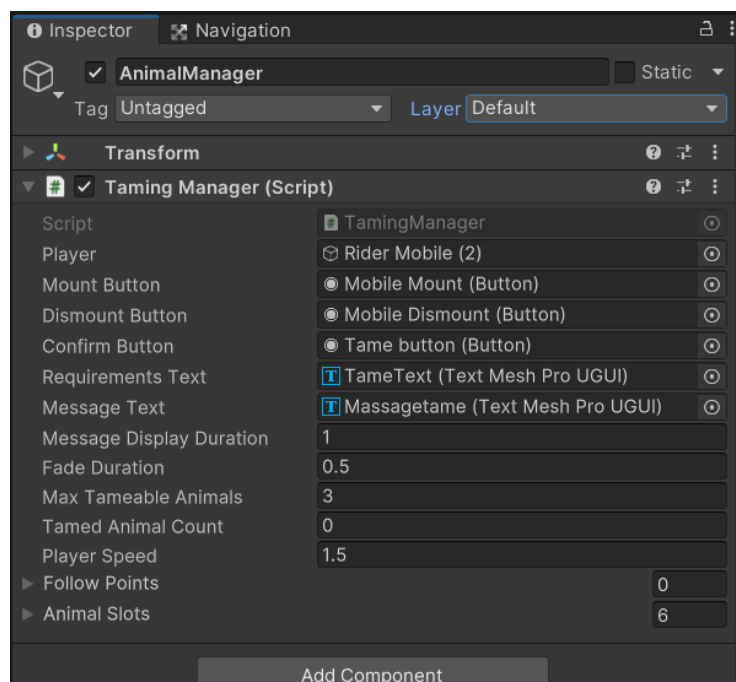 Inspector Navigation
AnimalManager Static
Tag Untagged Layer Default
Transform
# Taming Manager (Script)
Script # TamingManager
Player Rider Mobile (2)
Mount Button Mobile Mount (Button)
Dismount Button Mobile Dismount (Button)
Confirm Button Tame button (Button)
Requirements Text TameText (Text Mesh Pro UGUI)
Message Text Massagetame (Text Mesh Pro UGUI)
Message Display Duration 1
Fade Duration 0.5
Max Tameable Animals 3
Tamed Animal Count 0
Player Speed 1.5
Follow Points 0
Animal Slots 6
Add Component